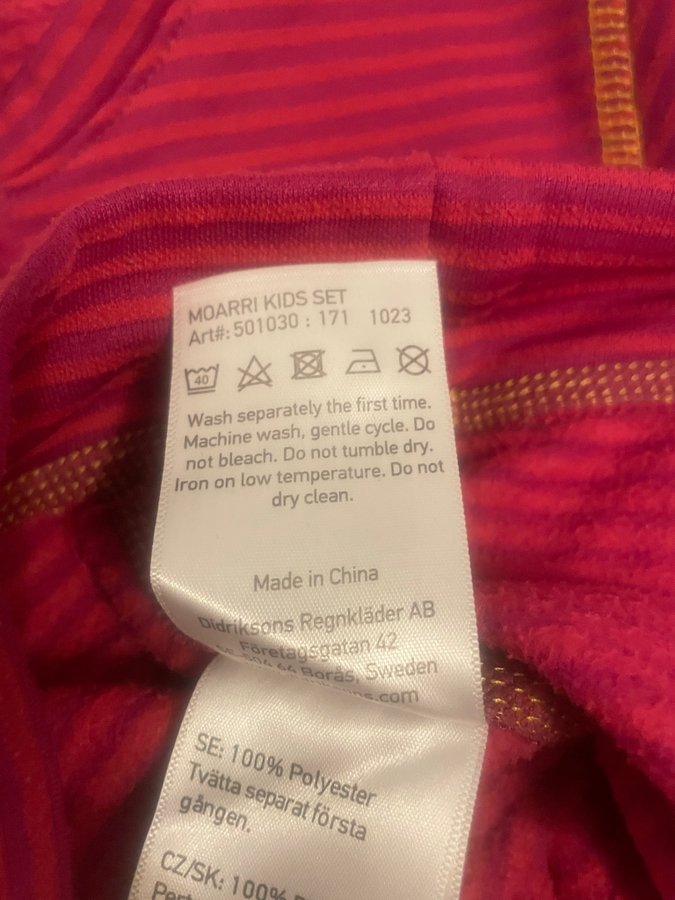 MOARRI KIDS SET
Art#: 501030 : 171 1023
40
Wash separately the first time.
Machine wash, gentle cycle. Do
not bleach. Do not tumble dry.
Iron on low temperature. Do not
dry clean.
Made in China
Didriksons Regnkläder AB
Företagsgatan 42
Borås, Sweden
.com
SE: 100% Polyester
Tvätta separat första
gången.
CZ/SK: 100%